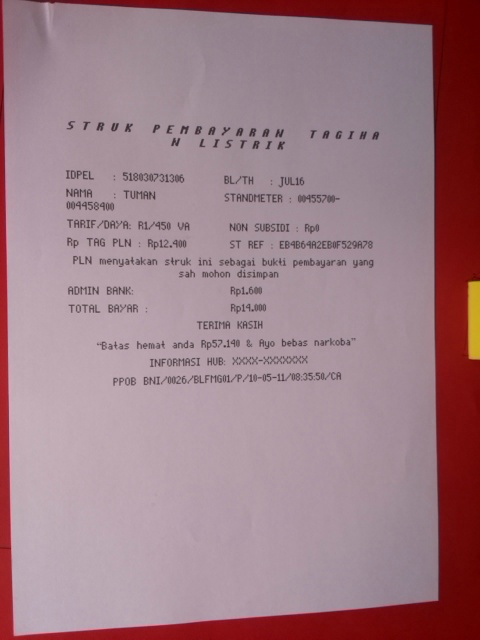 STRUK PEMBAYARAN TAGIHA
N LISTRIK
IDPEL : 518030731306 BL/TH : JUL16
NAMA : TUMAN STANDMETER : 00455700-
004458400
TARIF/DAYA: R1/450 VA NON SUBSIDI : Rp0
Rp TAG PLN : Rp12.400 ST REF : EB4B64A2EB0F529A78
PLN menyatakan struk ini sebagai bukti pembayaran yang
sah mohon disimpan
ADMIN BANK: Rp1.600
TOTAL BAYAR : Rp14.000
TERIMA KASIH
"Batas hemat anda Rp57.140 & Ayo bebas narkoba"
INFORMASI HUB: XXXX-XXXXXXX
PPOB BNI/0026/BLFMG01/P/10-05-11/08:35:50/CA